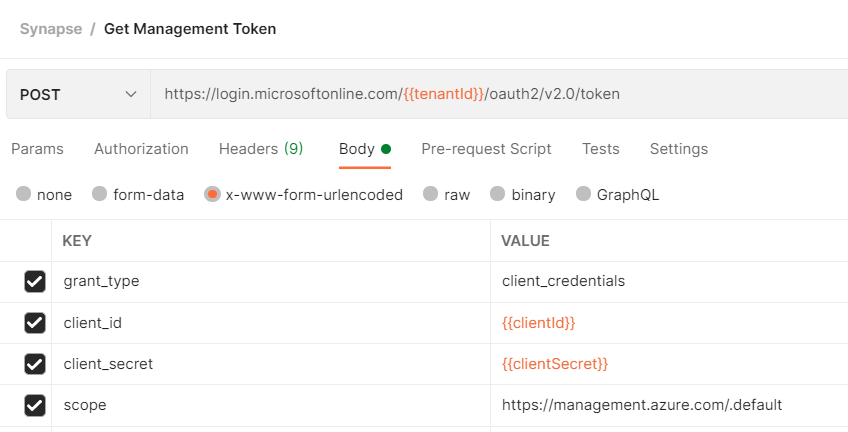 Synapse / Get Management Token
POST https://login.microsoftonline.com/{{tenantId}}/oauth2/v2.0/token
Params Authorization Headers (9) Body Pre-request Script Tests Settings
none form-data x-www-form-urlencoded raw binary GraphQL
KEY VALUE
grant_type client_credentials
client_id {{clientId}}
client_secret {{clientSecret}}
scope https://management.azure.com/.default